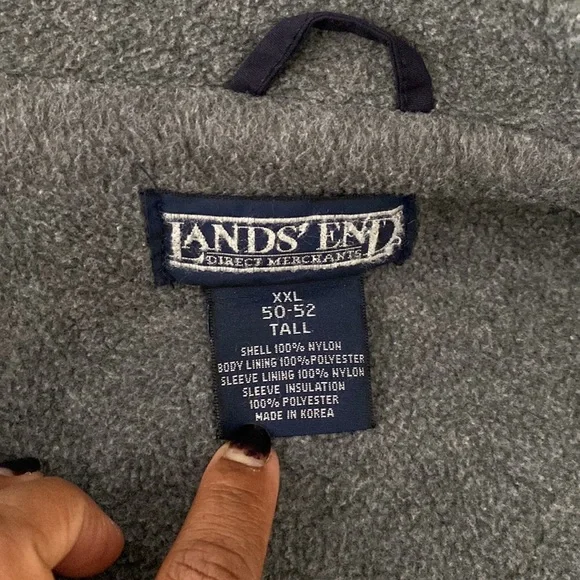 LANDS' END
DIRECT MERCHANTS
XXL
50-52
TALL
SHELL 100% NYLON
BODY LINING 100% POLYESTER
SLEEVE LINING 100% NYLON
SLEEVE INSULATION
100% POLYESTER
MADE IN KOREA